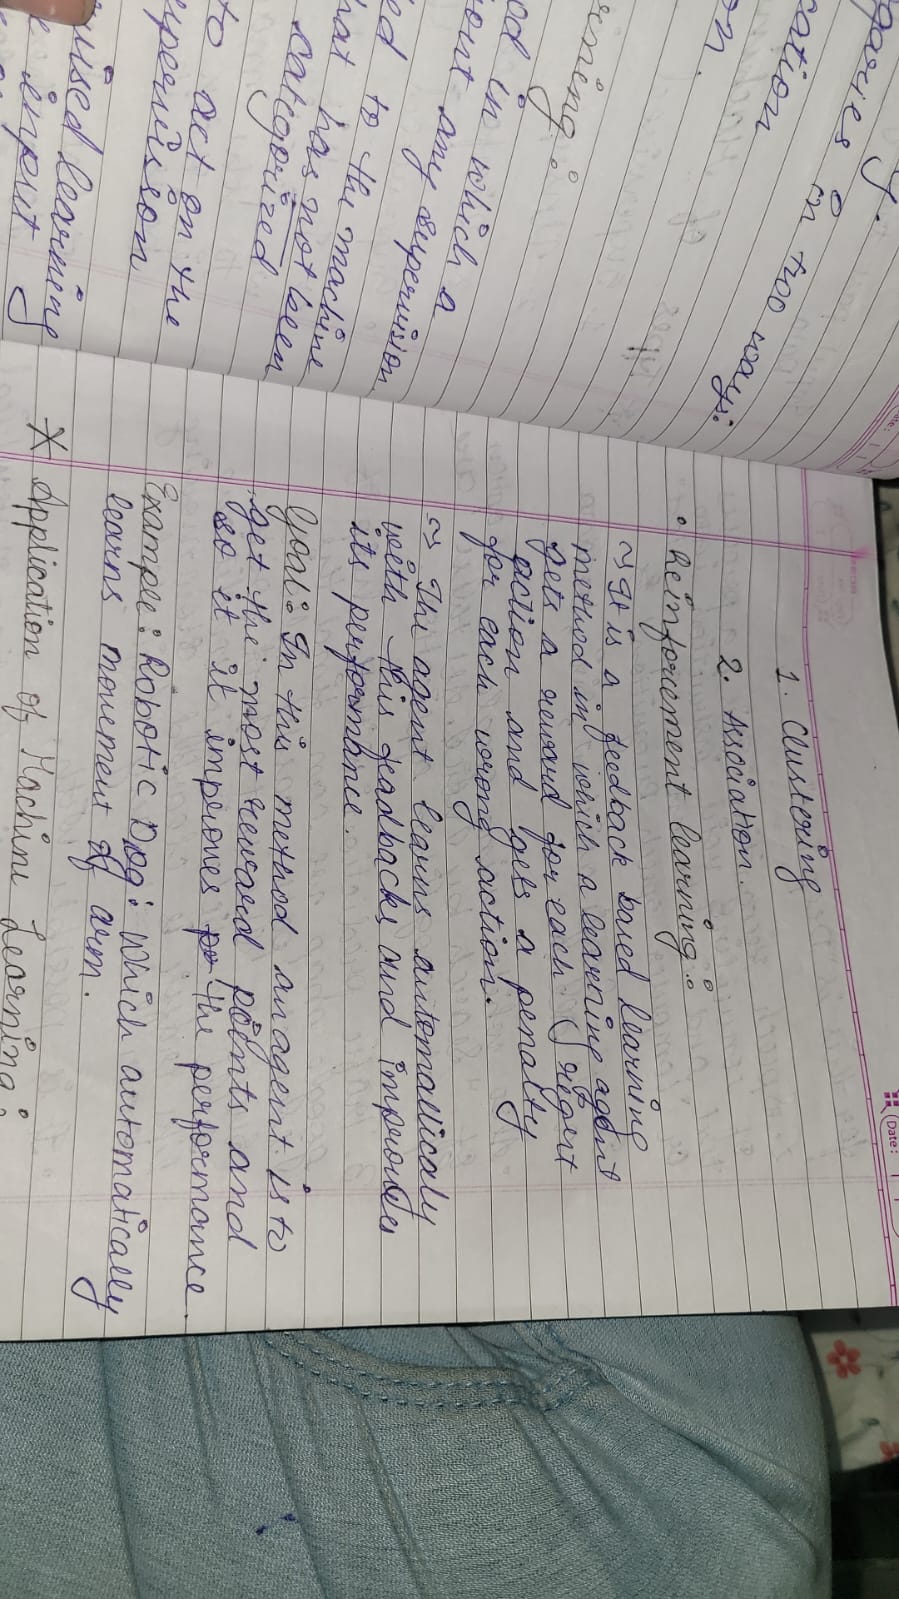 y.
garies in two ways:
cation
on.
rning:
od in which a
out any supervision
ed to the machine
hat has not been
categorized
to act on the
upervission
uised learning
input
Date:
1. Clustering
2. Association.
• Reinforcement learning:
~> It is a feedback based learning
method in which a learning agent
gets a reward for each right
action and gets a penalty
for each wrong action.
~> The agent learns automallicaly
with this feadbacks and improves
its performance.
Goal: In this method an agent is to
get the most reward points and
so it it improves the performance.
Example: Robotic Dog: Which automatically
learns movement of arm.
* Application of Machine Learning: